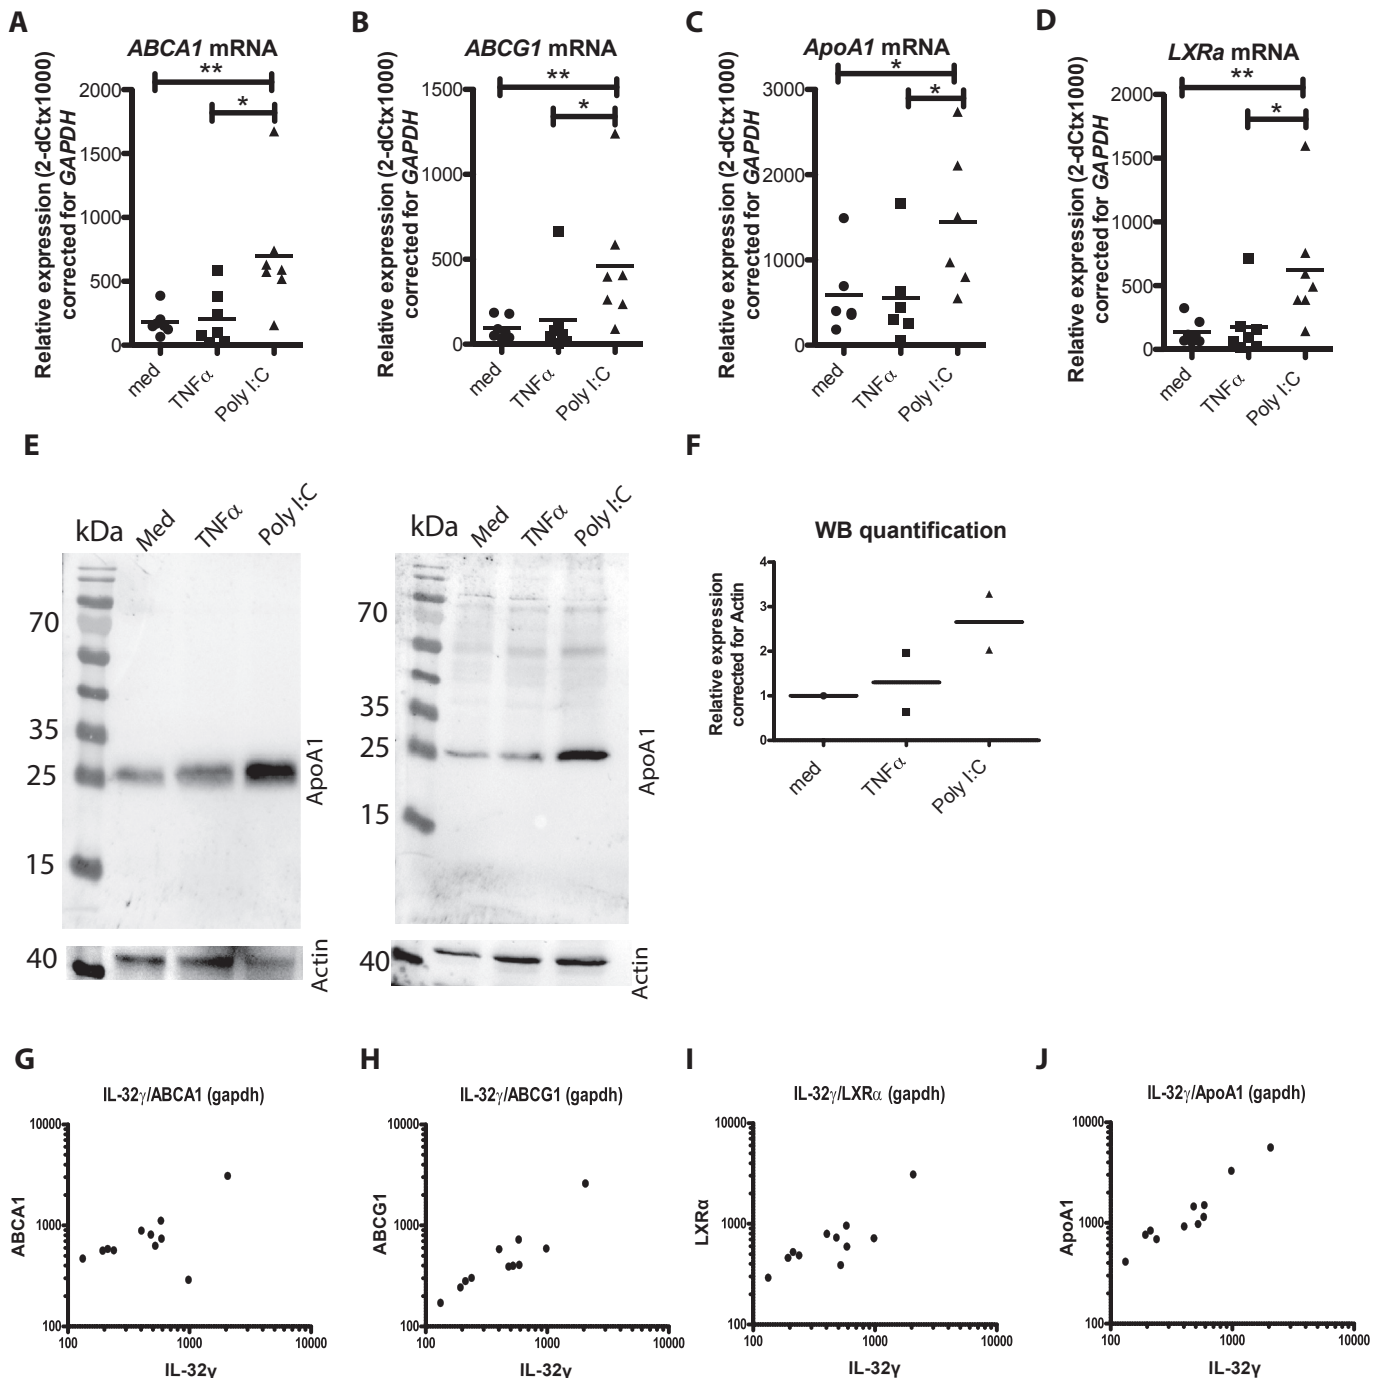 A
ABCA1 mRNA
**
*
Relative expression (2-dCtx1000)
corrected for GAPDH
2000
1500
1000
500
0
med
TNFα
Poly I:C
B
ABCG1 mRNA
**
*
Relative expression (2-dCtx1000)
corrected for GAPDH
1500
1000
500
0
med
TNFα
Poly I:C
C
ApoA1 mRNA
*
*
Relative expression (2-dCtx1000)
corrected for GAPDH
3000
2000
1000
0
med
TNFα
Poly I:C
D
LXRa mRNA
**
*
Relative expression (2-dCtx1000)
corrected for GAPDH
2000
1500
1000
500
0
med
TNFα
Poly I:C
E
kDa
Med
TNFα
Poly I:C
70
35
25
15
ApoA1
40
Actin
kDa
Med
TNFα
Poly I:C
70
35
25
15
ApoA1
40
Actin
F
WB quantification
Relative expression
corrected for Actin
4
3
2
1
0
med
TNFα
Poly I:C
G
IL-32γ/ABCA1 (gapdh)
ABCA1
10000
1000
100
100
1000
10000
IL-32γ
H
IL-32γ/ABCG1 (gapdh)
ABCG1
10000
1000
100
100
1000
10000
IL-32γ
I
IL-32γ/LXRα (gapdh)
LXRα
10000
1000
100
100
1000
10000
IL-32γ
J
IL-32γ/ApoA1 (gapdh)
ApoA1
10000
1000
100
100
1000
10000
IL-32γ